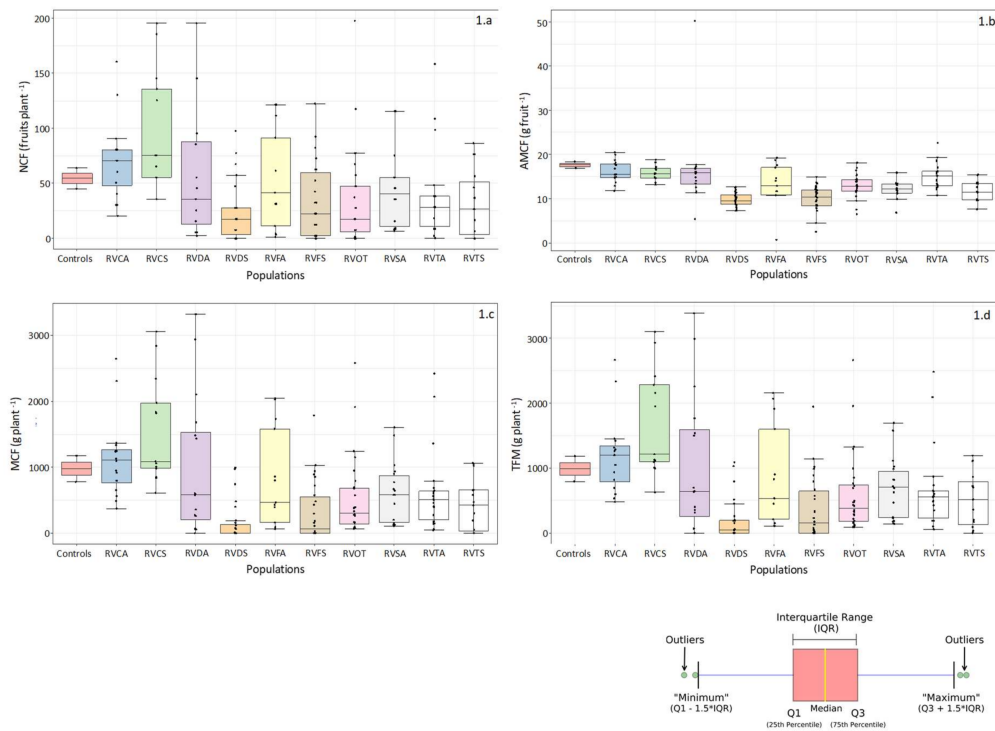 1.a
200
150
100
50
0
NCF (fruits plant ⁻¹)
Controls RVCA RVCS RVDA RVDS RVFA RVFS RVOT RVSA RVTA RVTS
Populations
1.b
50
40
30
20
10
0
AMCF (g fruit ⁻¹)
Controls RVCA RVCS RVDA RVDS RVFA RVFS RVOT RVSA RVTA RVTS
Populations
1.c
3000
2000
1000
0
MCF (g plant ⁻¹)
Controls RVCA RVCS RVDA RVDS RVFA RVFS RVOT RVSA RVTA RVTS
Populations
1.d
3000
2000
1000
0
TFM (g plant ⁻¹)
Controls RVCA RVCS RVDA RVDS RVFA RVFS RVOT RVSA RVTA RVTS
Populations
Interquartile Range
(IQR)
Outliers
Outliers
"Minimum"
(Q1 - 1.5*IQR)
Q1
(25th Percentile)
Median
Q3
(75th Percentile)
"Maximum"
(Q3 + 1.5*IQR)